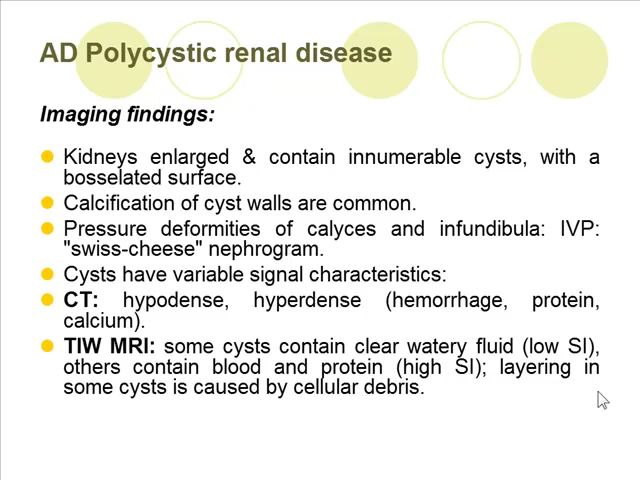 AD Polycystic renal disease
Imaging findings:
Kidneys enlarged & contain innumerable cysts, with a
bosselated surface.
Calcification of cyst walls are common.
Pressure deformities of calyces and infundibula: IVP:
"swiss-cheese" nephrogram.
Cysts have variable signal characteristics:
CT: hypodense, hyperdense (hemorrhage, protein,
calcium).
TIW MRI: some cysts contain clear watery fluid (low SI),
others contain blood and protein (high SI); layering in
some cysts is caused by cellular debris.